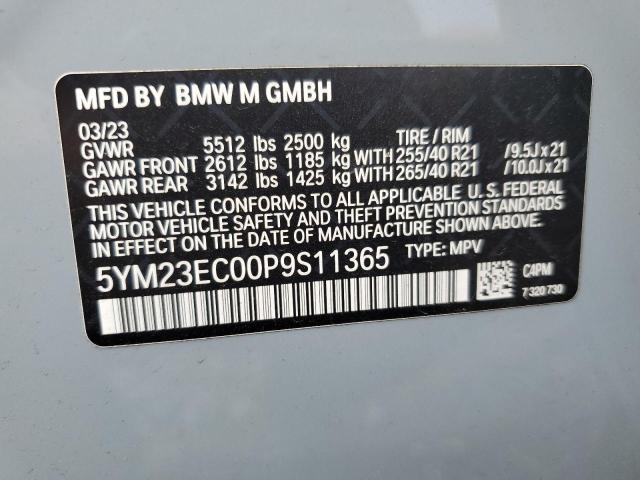 MFD BY BMW M GMBH
03/23 TIRE / RIM
GVWR 5512 lbs 2500 kg
GAWR FRONT 2612 lbs 1185 kg WITH 255/40 R21 /9.5J x 21
GAWR REAR 3142 lbs 1425 kg WITH 265/40 R21 /10.0J x 21
THIS VEHICLE CONFORMS TO ALL APPLICABLE U. S. FEDERAL
MOTOR VEHICLE SAFETY AND THEFT PREVENTION STANDARDS
IN EFFECT ON THE DATE OF MANUFACTURE SHOWN ABOVE.
5YM23EC00P9S11365 TYPE: MPV
C4PM
7 320 730